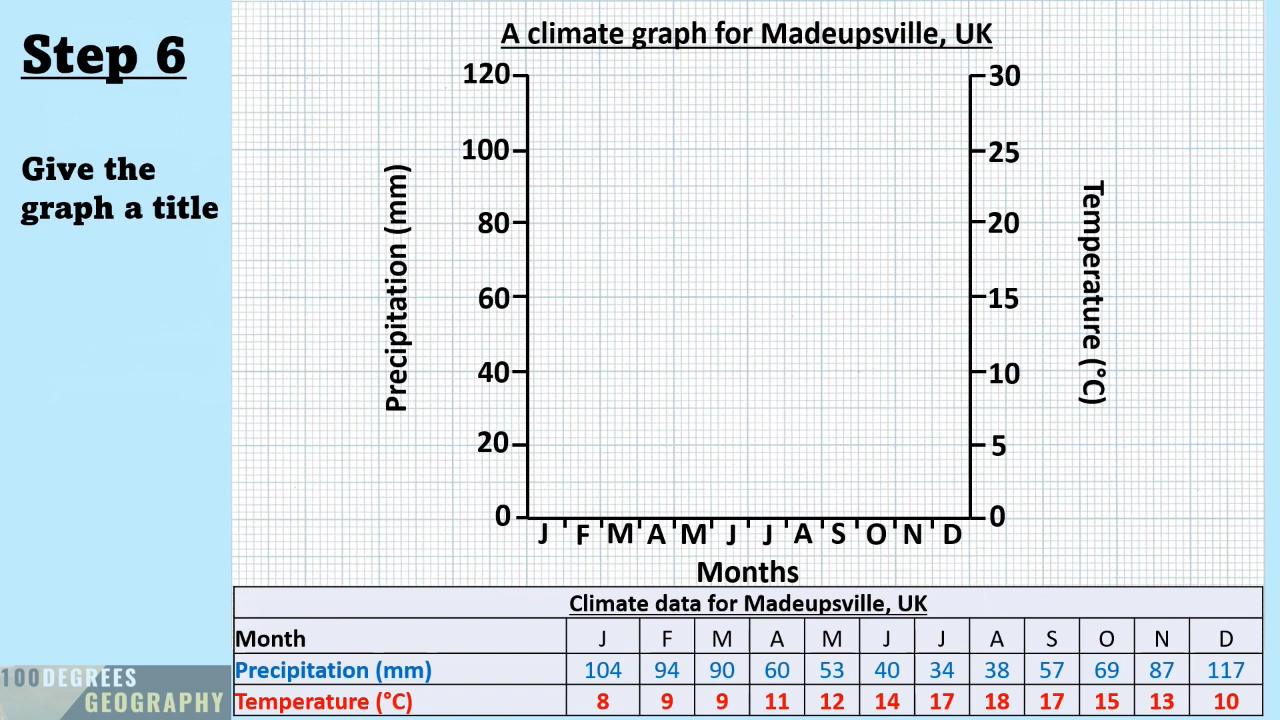 Step 6
Give the
graph a title
A climate graph for Madeupsville, UK
120
100
80
60
40
20
0
Precipitation (mm)
30
25
20
15
10
5
0
Temperature (°C)
J F M A M J J A S O N D
Months
Climate data for Madeupsville, UK
Month J F M A M J J A S O N D
Precipitation (mm) 104 94 90 60 53 40 34 38 57 69 87 117
Temperature (°C) 8 9 9 11 12 14 17 18 17 15 13 10
100DEGREES
GEOGRAPHY